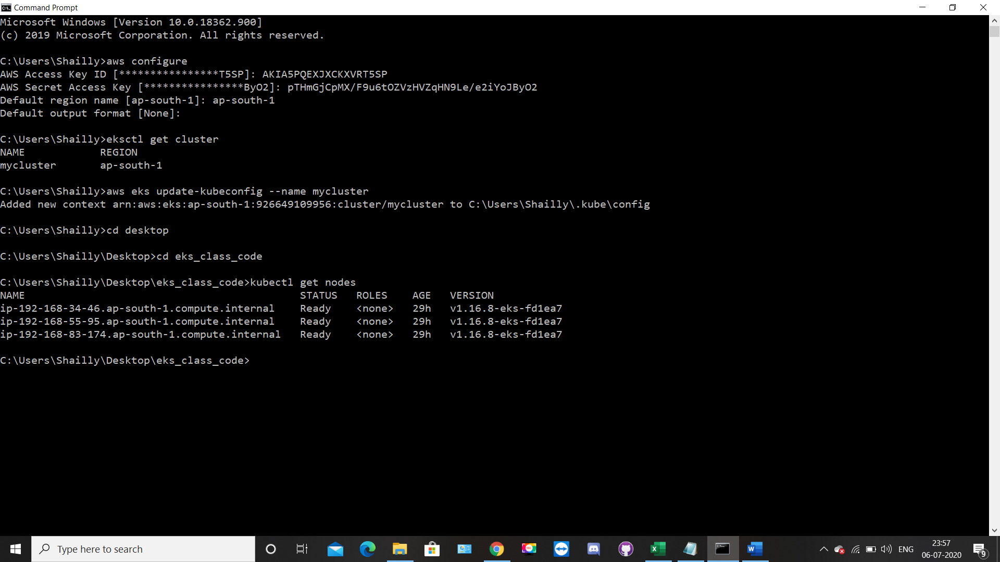 Command Prompt
Microsoft Windows [Version 10.0.18362.900]
(c) 2019 Microsoft Corporation. All rights reserved.
C:\Users\Shailly>aws configure
AWS Access Key ID [****************T5SP]: AKIA5PQEXJXCKXVRT5SP
AWS Secret Access Key [****************ByO2]: 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
Default region name [ap-south-1]: ap-south-1
Default output format [None]:
C:\Users\Shailly>eksctl get cluster
NAME            REGION
mycluster       ap-south-1
C:\Users\Shailly>aws eks update-kubeconfig --name mycluster
Added new context arn:aws:eks:ap-south-1:926649109956:cluster/mycluster to C:\Users\Shailly\.kube\config
C:\Users\Shailly>cd desktop
C:\Users\Shailly\Desktop>cd eks_class_code
C:\Users\Shailly\Desktop\eks_class_code>kubectl get nodes
NAME                                            STATUS   ROLES    AGE   VERSION
ip-192-168-34-46.ap-south-1.compute.internal    Ready    <none>   29h   v1.16.8-eks-fd1ea7
ip-192-168-55-95.ap-south-1.compute.internal    Ready    <none>   29h   v1.16.8-eks-fd1ea7
ip-192-168-83-174.ap-south-1.compute.internal   Ready    <none>   29h   v1.16.8-eks-fd1ea7
C:\Users\Shailly\Desktop\eks_class_code>
Type here to search
ENG
23:57
06-07-2020
9